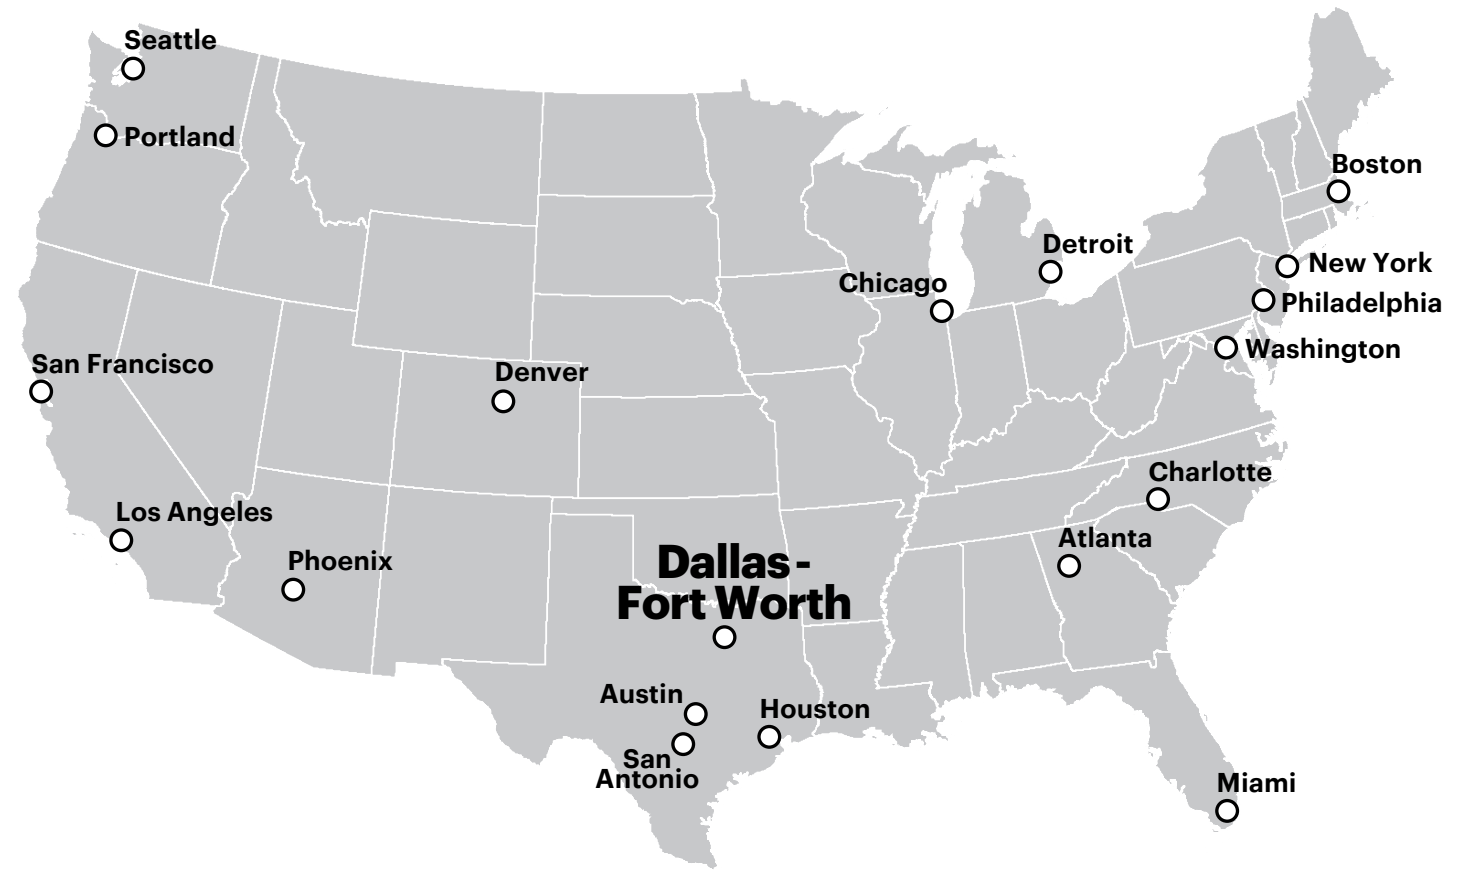 Seattle
Portland
Boston
Detroit
New York
Chicago
Philadelphia
Washington
San Francisco
Denver
Charlotte
Los Angeles
Atlanta
Phoenix
Dallas-
Fort Worth
Austin
Houston
San
Antonio
Miami